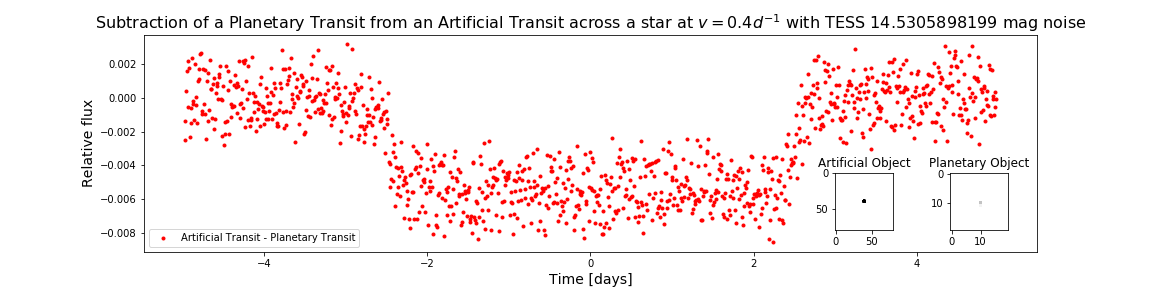 Subtraction of a Planetary Transit from an Artificial Transit across a star at v = 0.4d⁻¹ with TESS 14.5305898199 mag noise
Relative flux
0.002
0.000
−0.002
−0.004
−0.006
−0.008
Artificial Transit - Planetary Transit
Artificial Object
0
50
0 50
Planetary Object
0
10
0 10
−4 −2 0 2 4
Time [days]